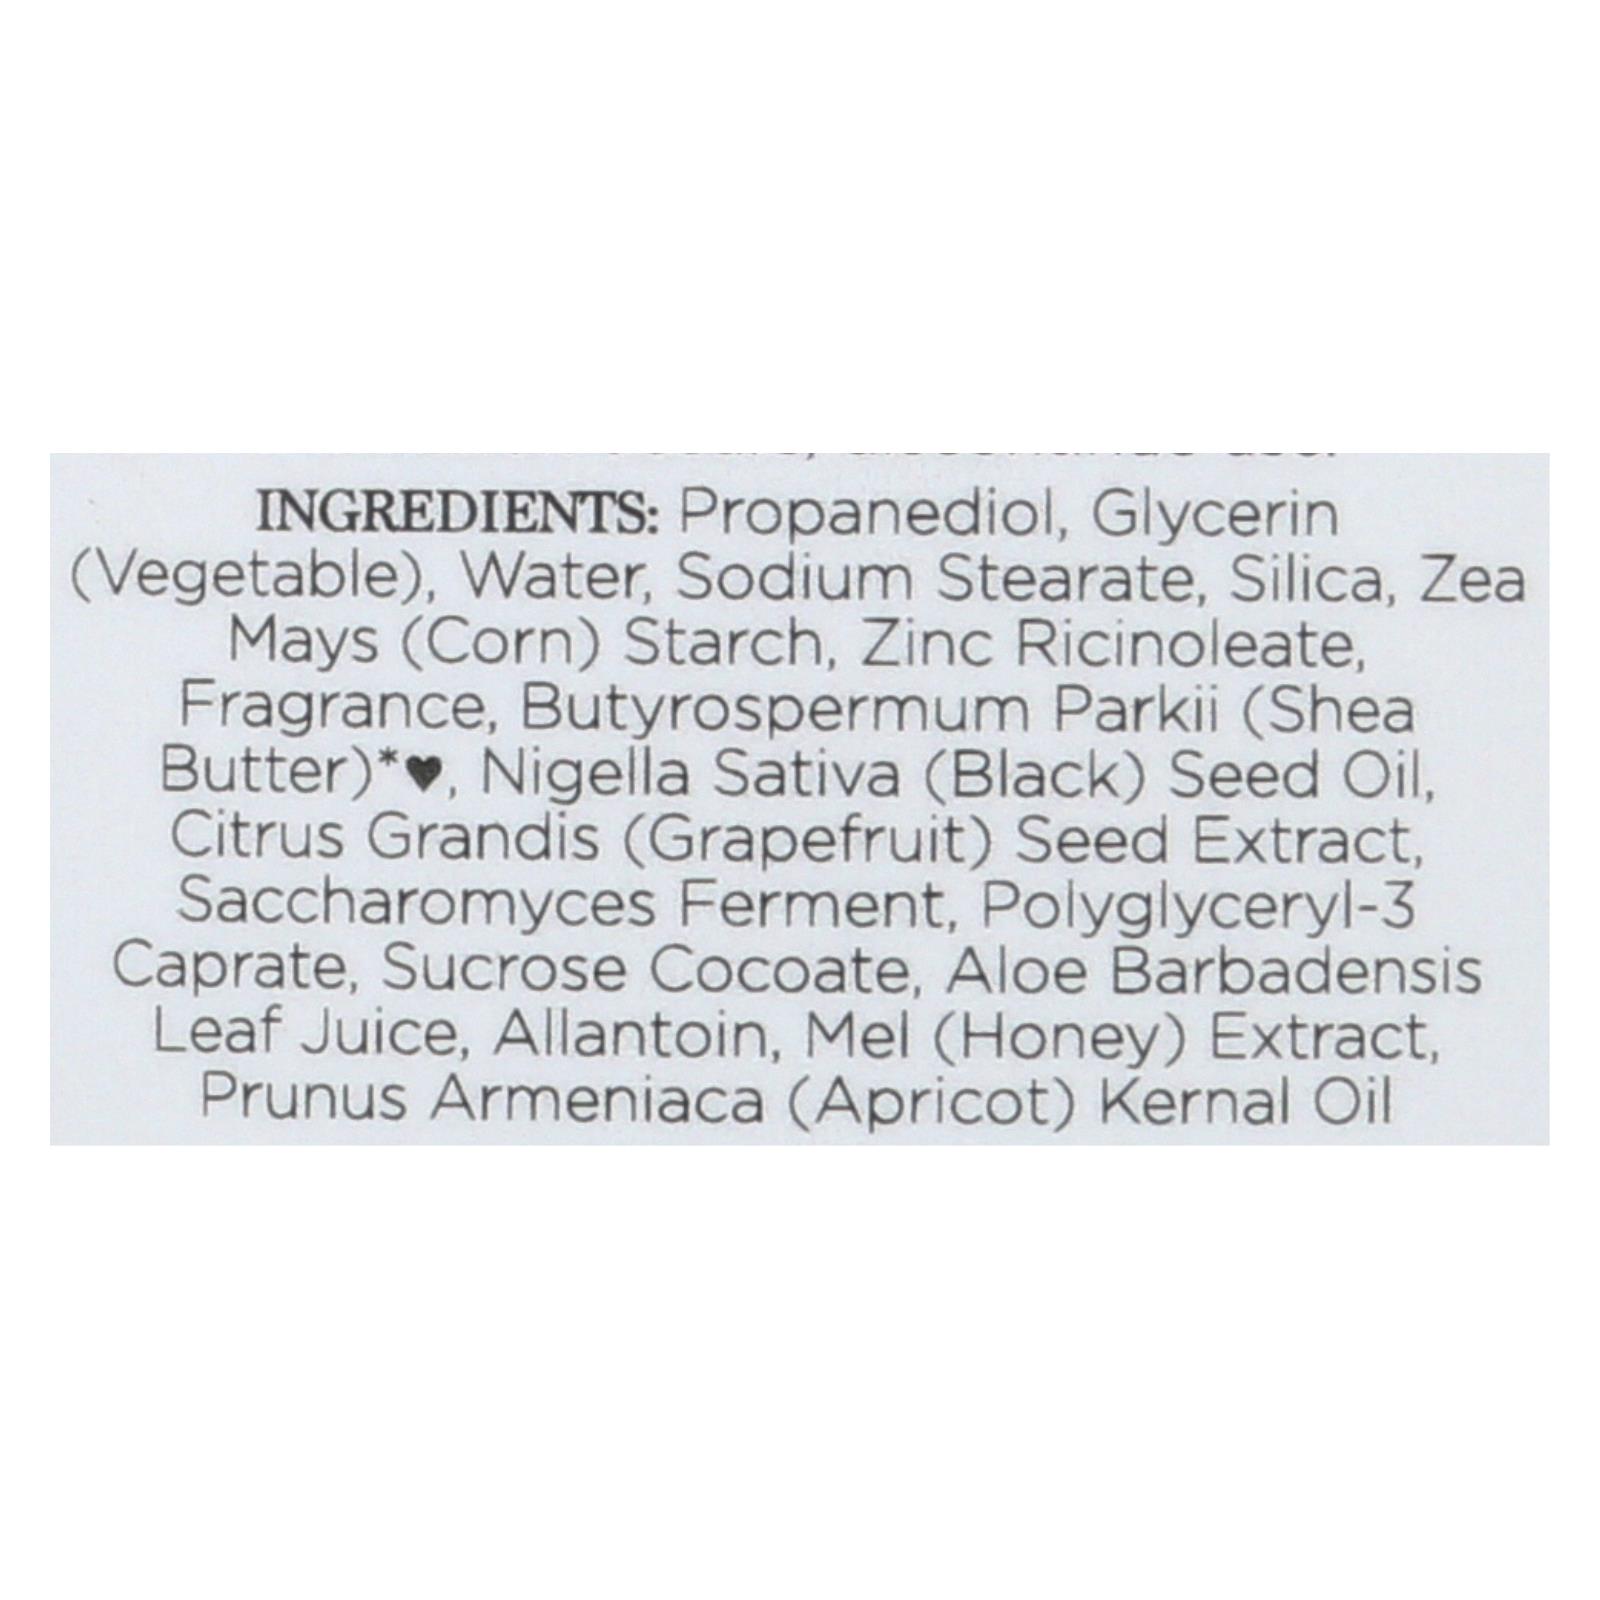 INGREDIENTS: Propanediol, Glycerin
(Vegetable), Water, Sodium Stearate, Silica, Zea
Mays (Corn) Starch, Zinc Ricinoleate,
Fragrance, Butyrospermum Parkii (Shea
Butter)*♥, Nigella Sativa (Black) Seed Oil,
Citrus Grandis (Grapefruit) Seed Extract,
Saccharomyces Ferment, Polyglyceryl-3
Caprate, Sucrose Cocoate, Aloe Barbadensis
Leaf Juice, Allantoin, Mel (Honey) Extract,
Prunus Armeniaca (Apricot) Kernal Oil